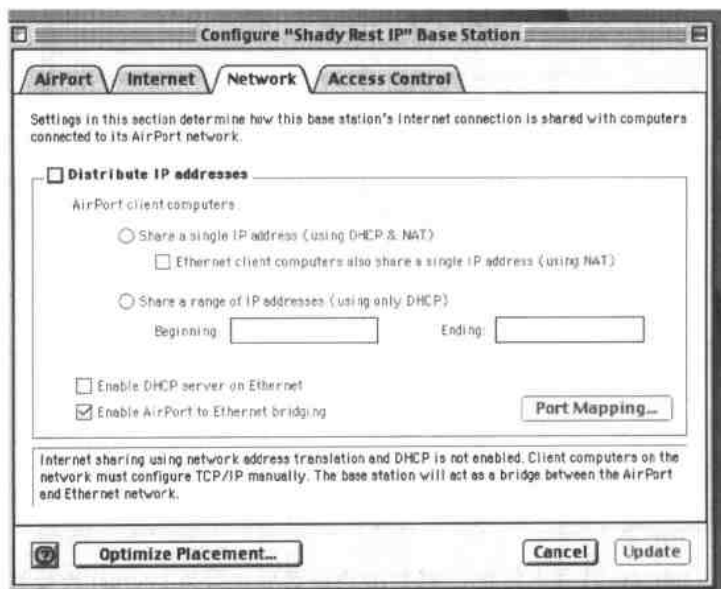 Configure "Shady Rest IP" Base Station
AirPort Internet Network Access Control
Settings in this section determine how this base station's Internet connection is shared with computers
connected to its AirPort network.
Distribute IP addresses
AirPort client computers:
Share a single IP address (using DHCP & NAT)
Ethernet client computers also share a single IP address (using NAT)
Share a range of IP addresses (using only DHCP)
Beginning: Ending:
Enable DHCP server on Ethernet
Enable AirPort to Ethernet bridging
Port Mapping...
Internet sharing using network address translation and DHCP is not enabled. Client computers on the
network must configure TCP/IP manually. The base station will act as a bridge between the AirPort
and Ethernet network.
? Optimize Placement... Cancel Update